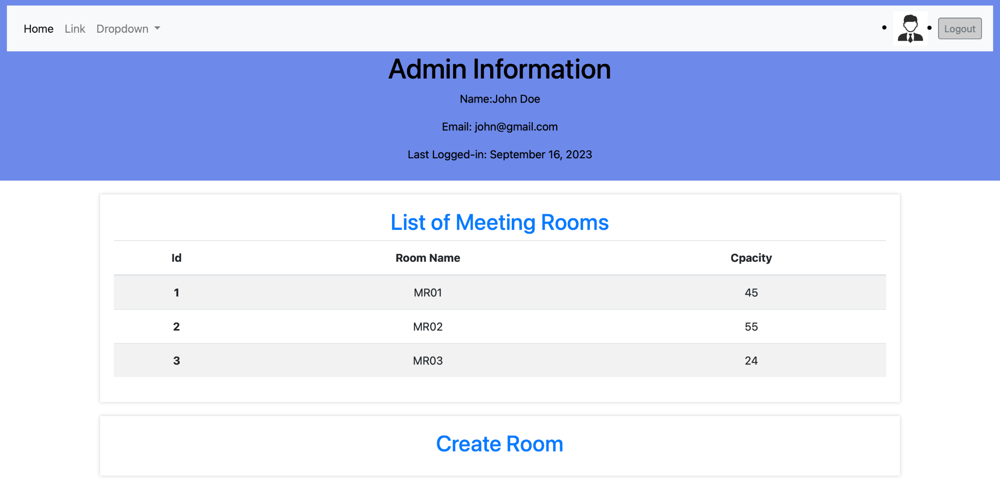 Home Link Dropdown Logout
Admin Information
Name:John Doe
Email: john@gmail.com
Last Logged-in: September 16, 2023
List of Meeting Rooms
Id Room Name Cpacity
1 MR01 45
2 MR02 55
3 MR03 24
Create Room